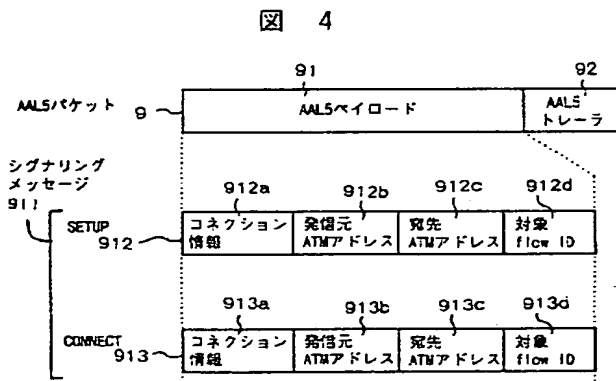 図 4
91
92
AAL5パケット
9
AAL5ペイロード
AAL5
トレーラ
シグナリング
メッセージ
911
912a
912b
912c
912d
SETUP
912
コネクション
情報
発信元
ATMアドレス
宛先
ATMアドレス
対象
flow ID
913a
913b
913c
913d
CONNECT
913
コネクション
情報
発信元
ATMアドレス
宛先
ATMアドレス
対象
flow ID